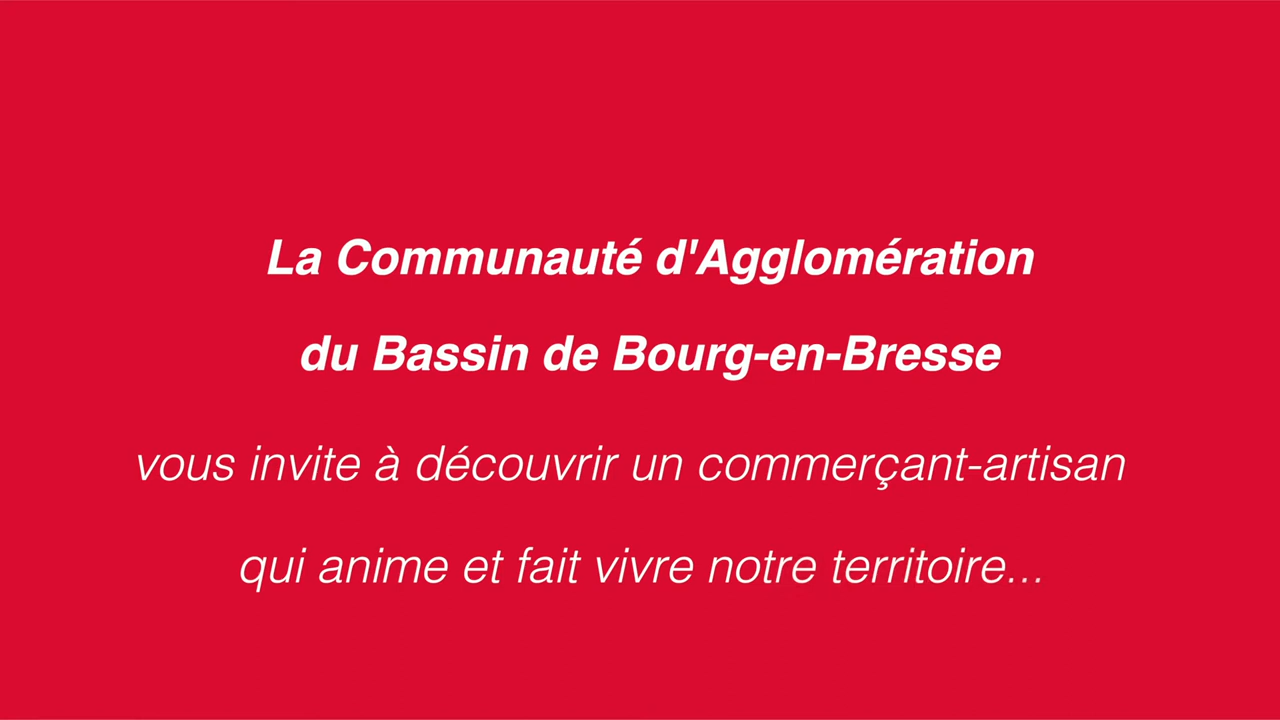 La Communauté d'Agglomération
du Bassin de Bourg-en-Bresse
vous invite à découvrir un commerçant-artisan
qui anime et fait vivre notre territoire...